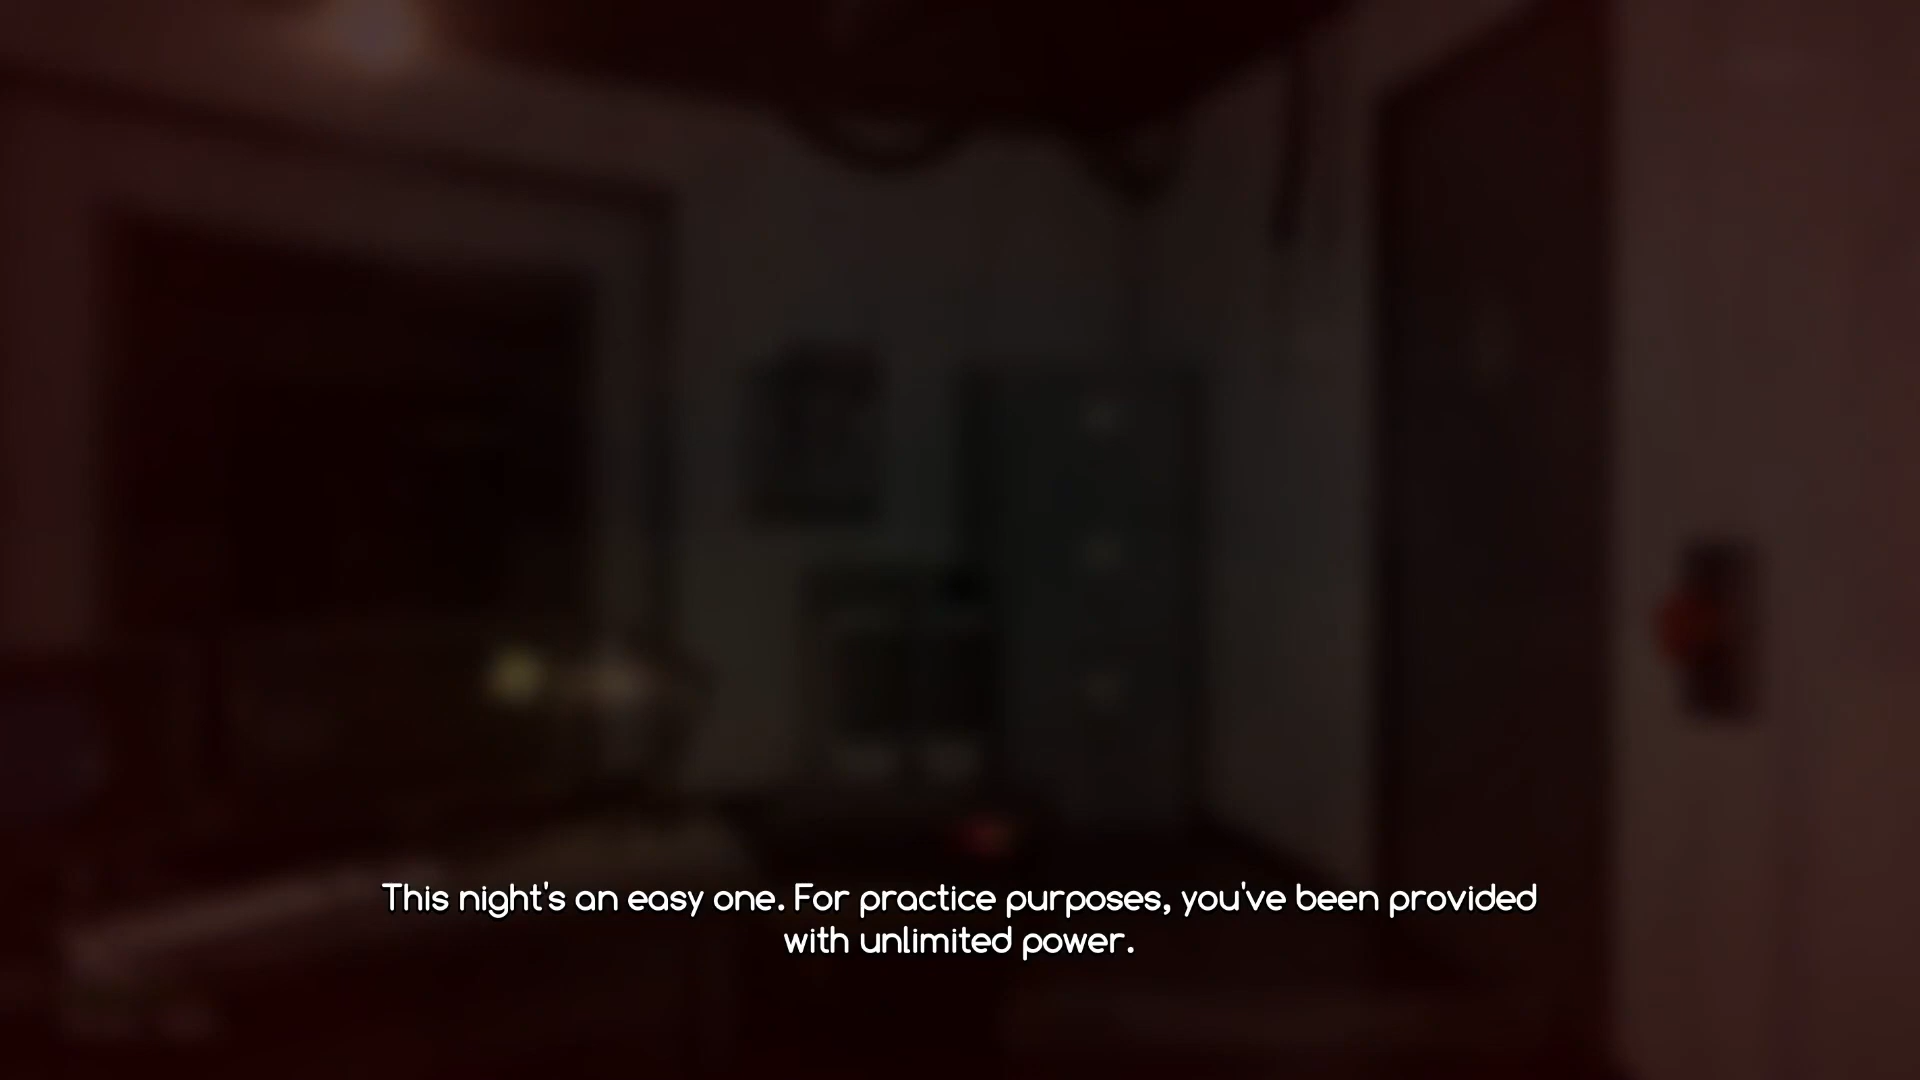 This night's an easy one. For practice purposes, you've been provided
with unlimited power.